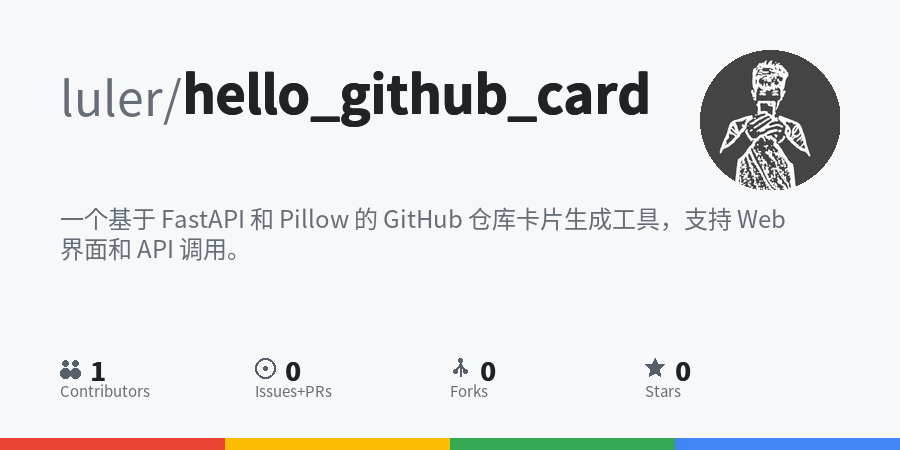 luler/hello_github_card
一个基于 FastAPI 和 Pillow 的 GitHub 仓库卡片生成工具，支持 Web
界面和 API 调用。
1 0 0 0
Contributors Issues+PRs Forks Stars